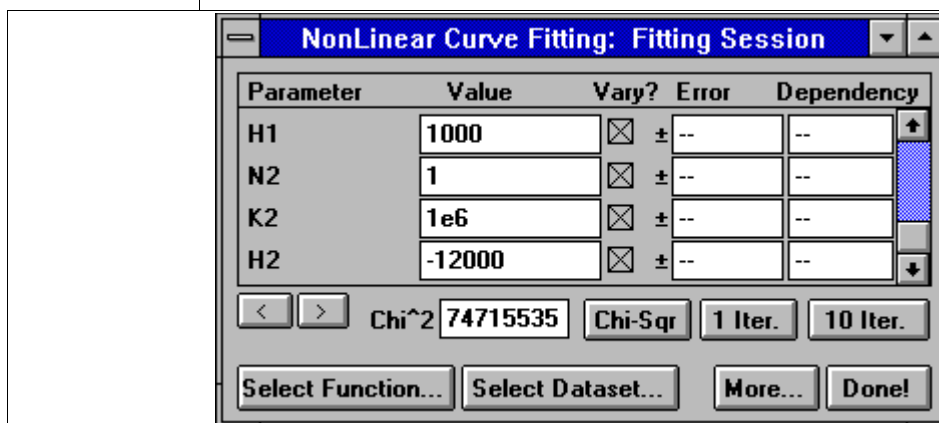 NonLinear Curve Fitting: Fitting Session
Parameter Value Vary? Error Dependency
H1 1000 ± -- --
N2 1 ± -- --
K2 1e6 ± -- --
H2 -12000 ± -- --
< > Chi^2 74715535 Chi-Sqr 1 Iter. 10 Iter.
Select Function... Select Dataset... More... Done!